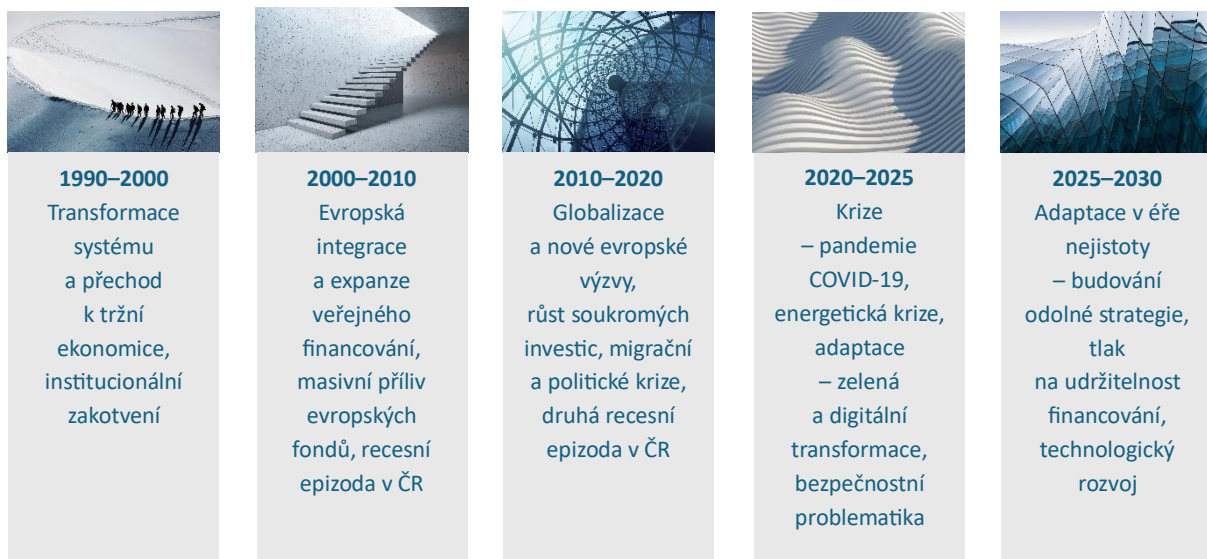 1990–2000
Transformace
systému
a přechod
k tržní
ekonomice,
institucionální
zakotvení
2000–2010
Evropská
integrace
a expanze
veřejného
financování,
masivní příliv
evropských
fondů, recesní
epizoda v ČR
2010–2020
Globalizace
a nové evropské
výzvy,
růst soukromých
investic, migrační
a politické krize,
druhá recesní
epizoda v ČR
2020–2025
Krize
– pandemie
COVID-19,
energetická krize,
adaptace
– zelená
a digitální
transformace,
bezpečnostní
problematika
2025–2030
Adaptace v éře
nejistoty
– budování
odolné strategie,
tlak
na udržitelnost
financování,
technologický
rozvoj